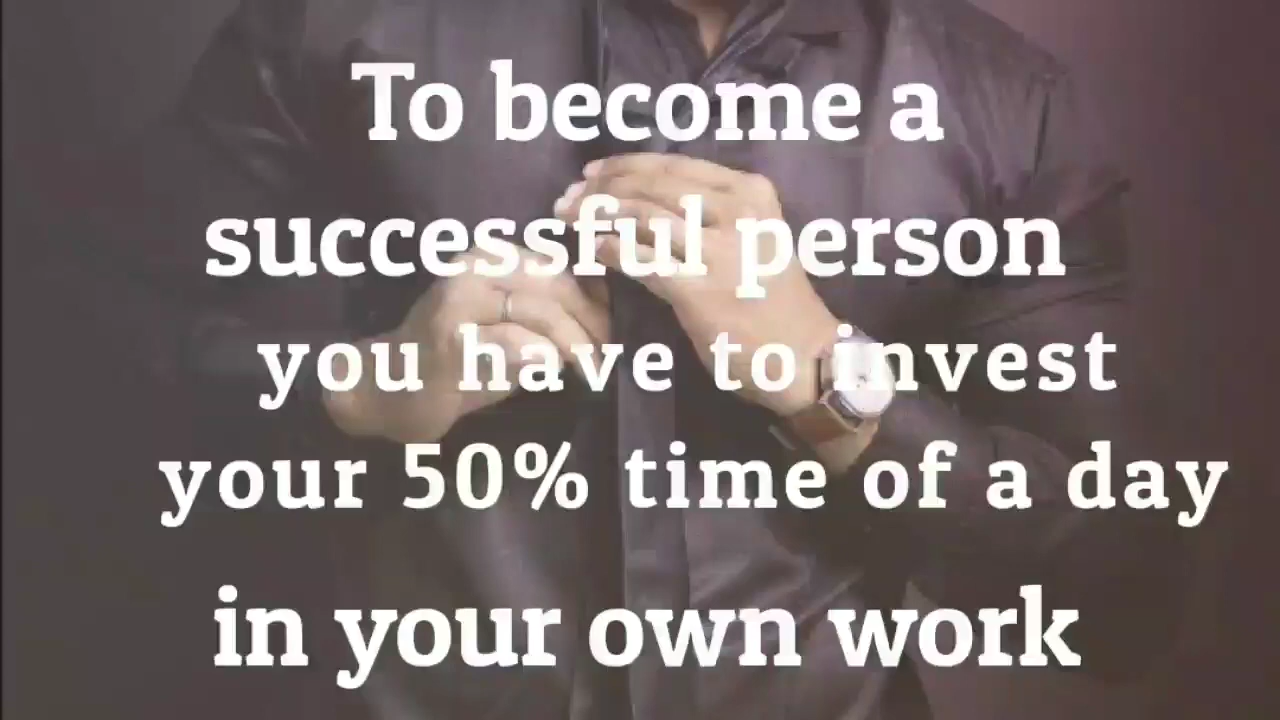 To become a
successful person
you have to invest
your 50% time of a day
in your own work